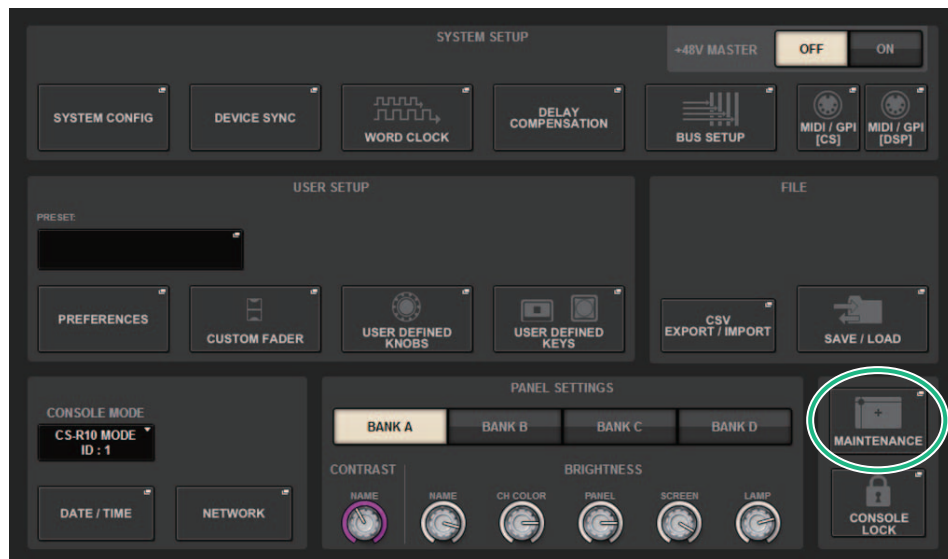 SYSTEM SETUP
+48V MASTER
OFF
ON
SYSTEM CONFIG
DEVICE SYNC
WORD CLOCK
DELAY
COMPENSATION
BUS SETUP
MIDI / GPI
[CS]
MIDI / GPI
[DSP]
USER SETUP
PRESET:
PREFERENCES
CUSTOM FADER
USER DEFINED
KNOBS
USER DEFINED
KEYS
FILE
CSV
EXPORT / IMPORT
SAVE / LOAD
CONSOLE MODE
CS-R10 MODE
ID : 1
DATE / TIME
NETWORK
PANEL SETTINGS
BANK A
BANK B
BANK C
BANK D
CONTRAST
BRIGHTNESS
NAME
NAME
CH COLOR
PANEL
SCREEN
LAMP
MAINTENANCE
CONSOLE
LOCK